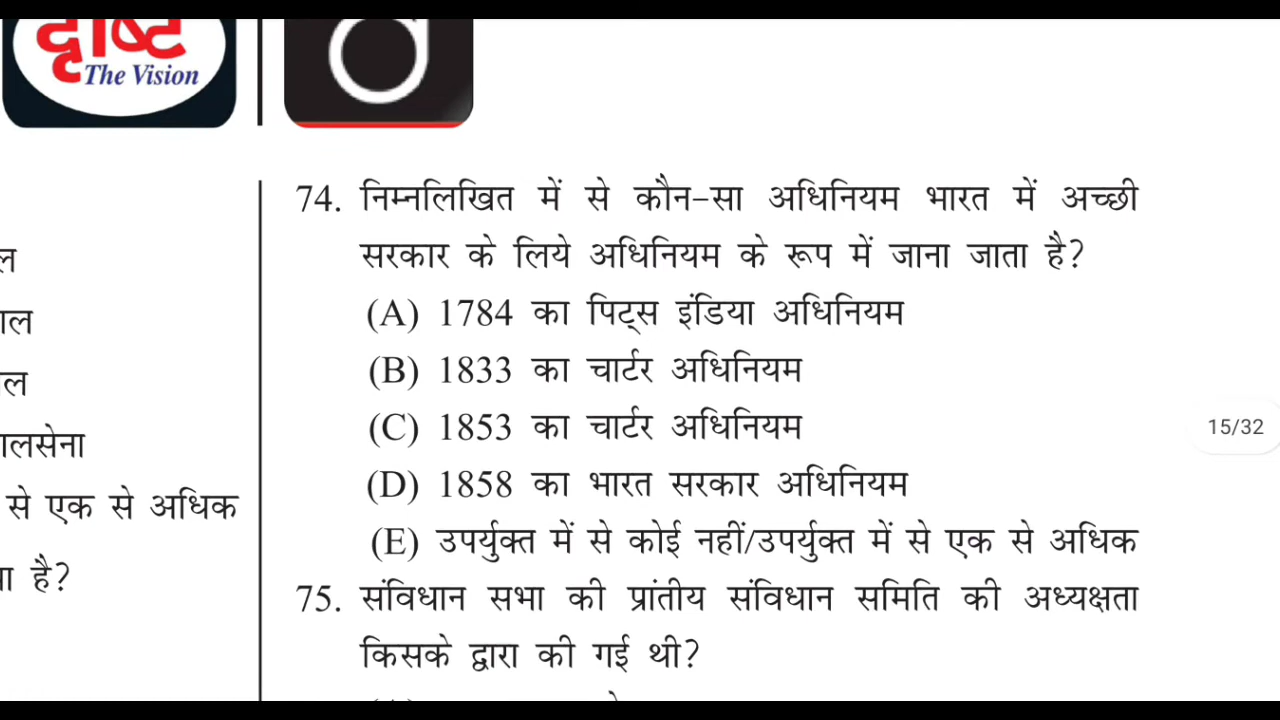 दृष्टि
The Vision
ल
ाल
ल
ालसेना
से एक से अधिक
ा है?
74. निम्नलिखित में से कौन-सा अधिनियम भारत में अच्छी
सरकार के लिये अधिनियम के रूप में जाना जाता है?
(A) 1784 का पिट्स इंडिया अधिनियम
(B) 1833 का चार्टर अधिनियम
(C) 1853 का चार्टर अधिनियम
(D) 1858 का भारत सरकार अधिनियम
(E) उपर्युक्त में से कोई नहीं/उपर्युक्त में से एक से अधिक
75. संविधान सभा की प्रांतीय संविधान समिति की अध्यक्षता
किसके द्वारा की गई थी?
15/32